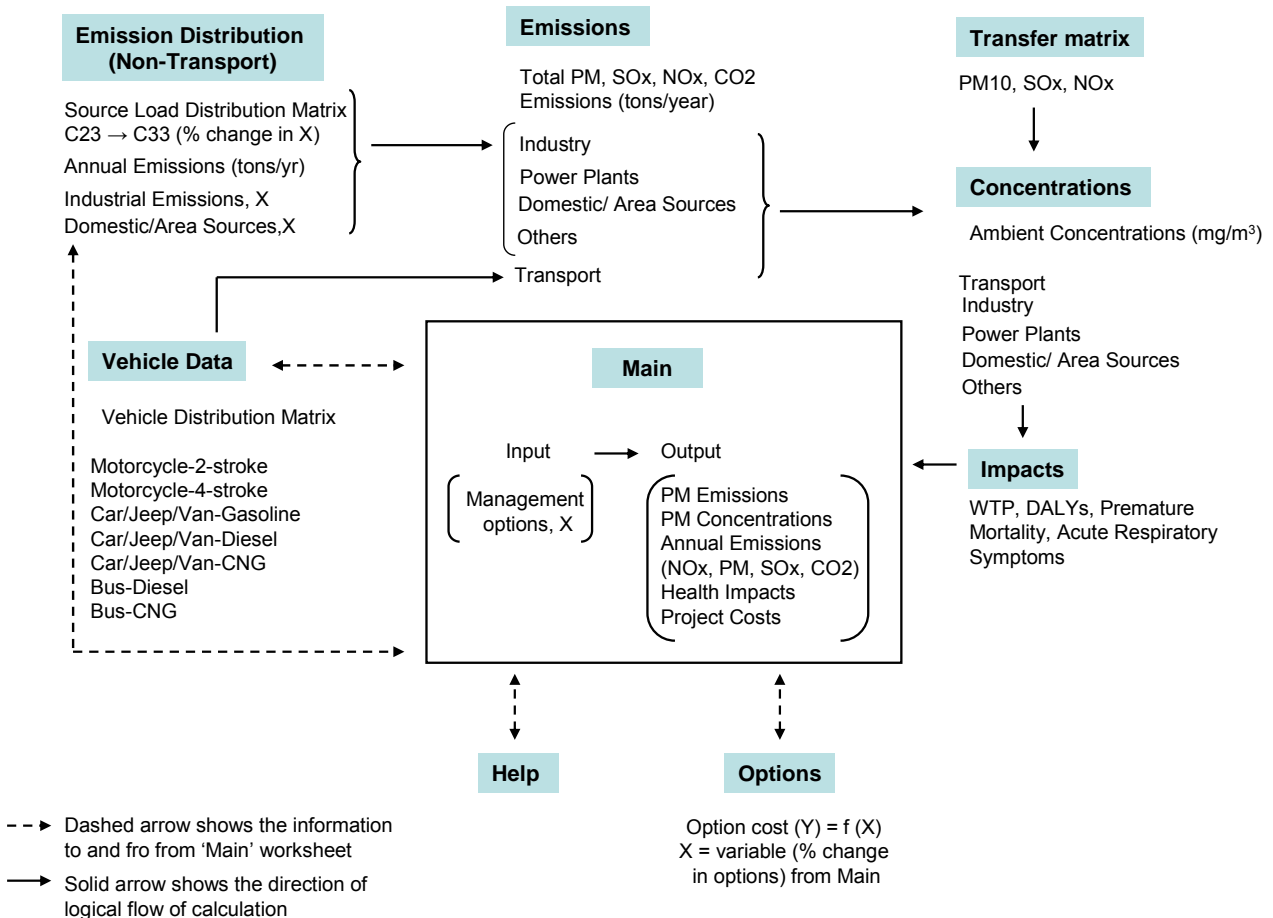 Emission Distribution
(Non-Transport)
Source Load Distribution Matrix
C23 → C33 (% change in X)
Annual Emissions (tons/yr)
Industrial Emissions, X
Domestic/Area Sources,X
Emissions
Total PM, SOx, NOx, CO2
Emissions (tons/year)
Industry
Power Plants
Domestic/ Area Sources
Others
Transport
Transfer matrix
PM10, SOx, NOx
Concentrations
Ambient Concentrations (mg/m³)
Transport
Industry
Power Plants
Domestic/ Area Sources
Others
Impacts
WTP, DALYs, Premature
Mortality, Acute Respiratory
Symptoms
Vehicle Data
Vehicle Distribution Matrix
Motorcycle-2-stroke
Motorcycle-4-stroke
Car/Jeep/Van-Gasoline
Car/Jeep/Van-Diesel
Car/Jeep/Van-CNG
Bus-Diesel
Bus-CNG
Main
Input
Management
options, X
Output
PM Emissions
PM Concentrations
Annual Emissions
(NOx, PM, SOx, CO2)
Health Impacts
Project Costs
Help
Options
Option cost (Y) = f (X)
X = variable (% change
in options) from Main
Dashed arrow shows the information
to and fro from ‘Main’ worksheet
Solid arrow shows the direction of
logical flow of calculation